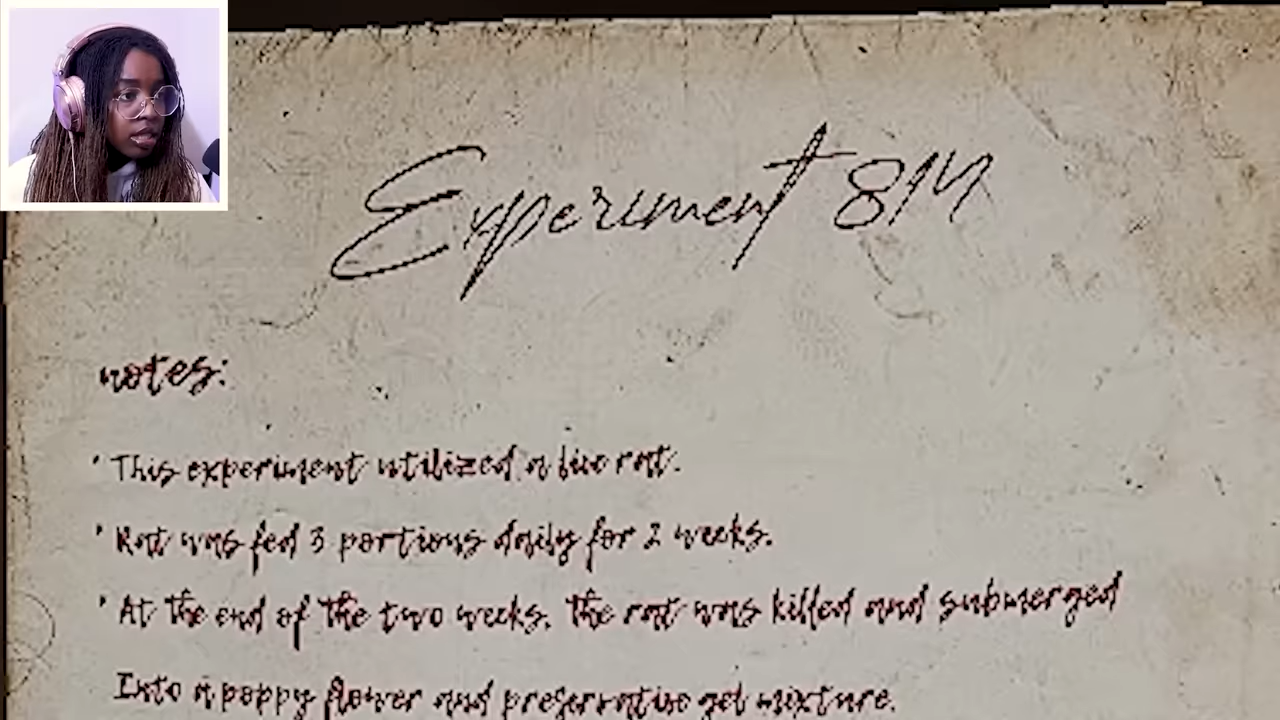 Experiment 814
notes:
• This experiment utilized a live rat.
• Rat was fed 3 portions daily for 2 weeks.
• At the end of the two weeks, the rat was killed and submerged
Into a poppy flower and preservative gel mixture.